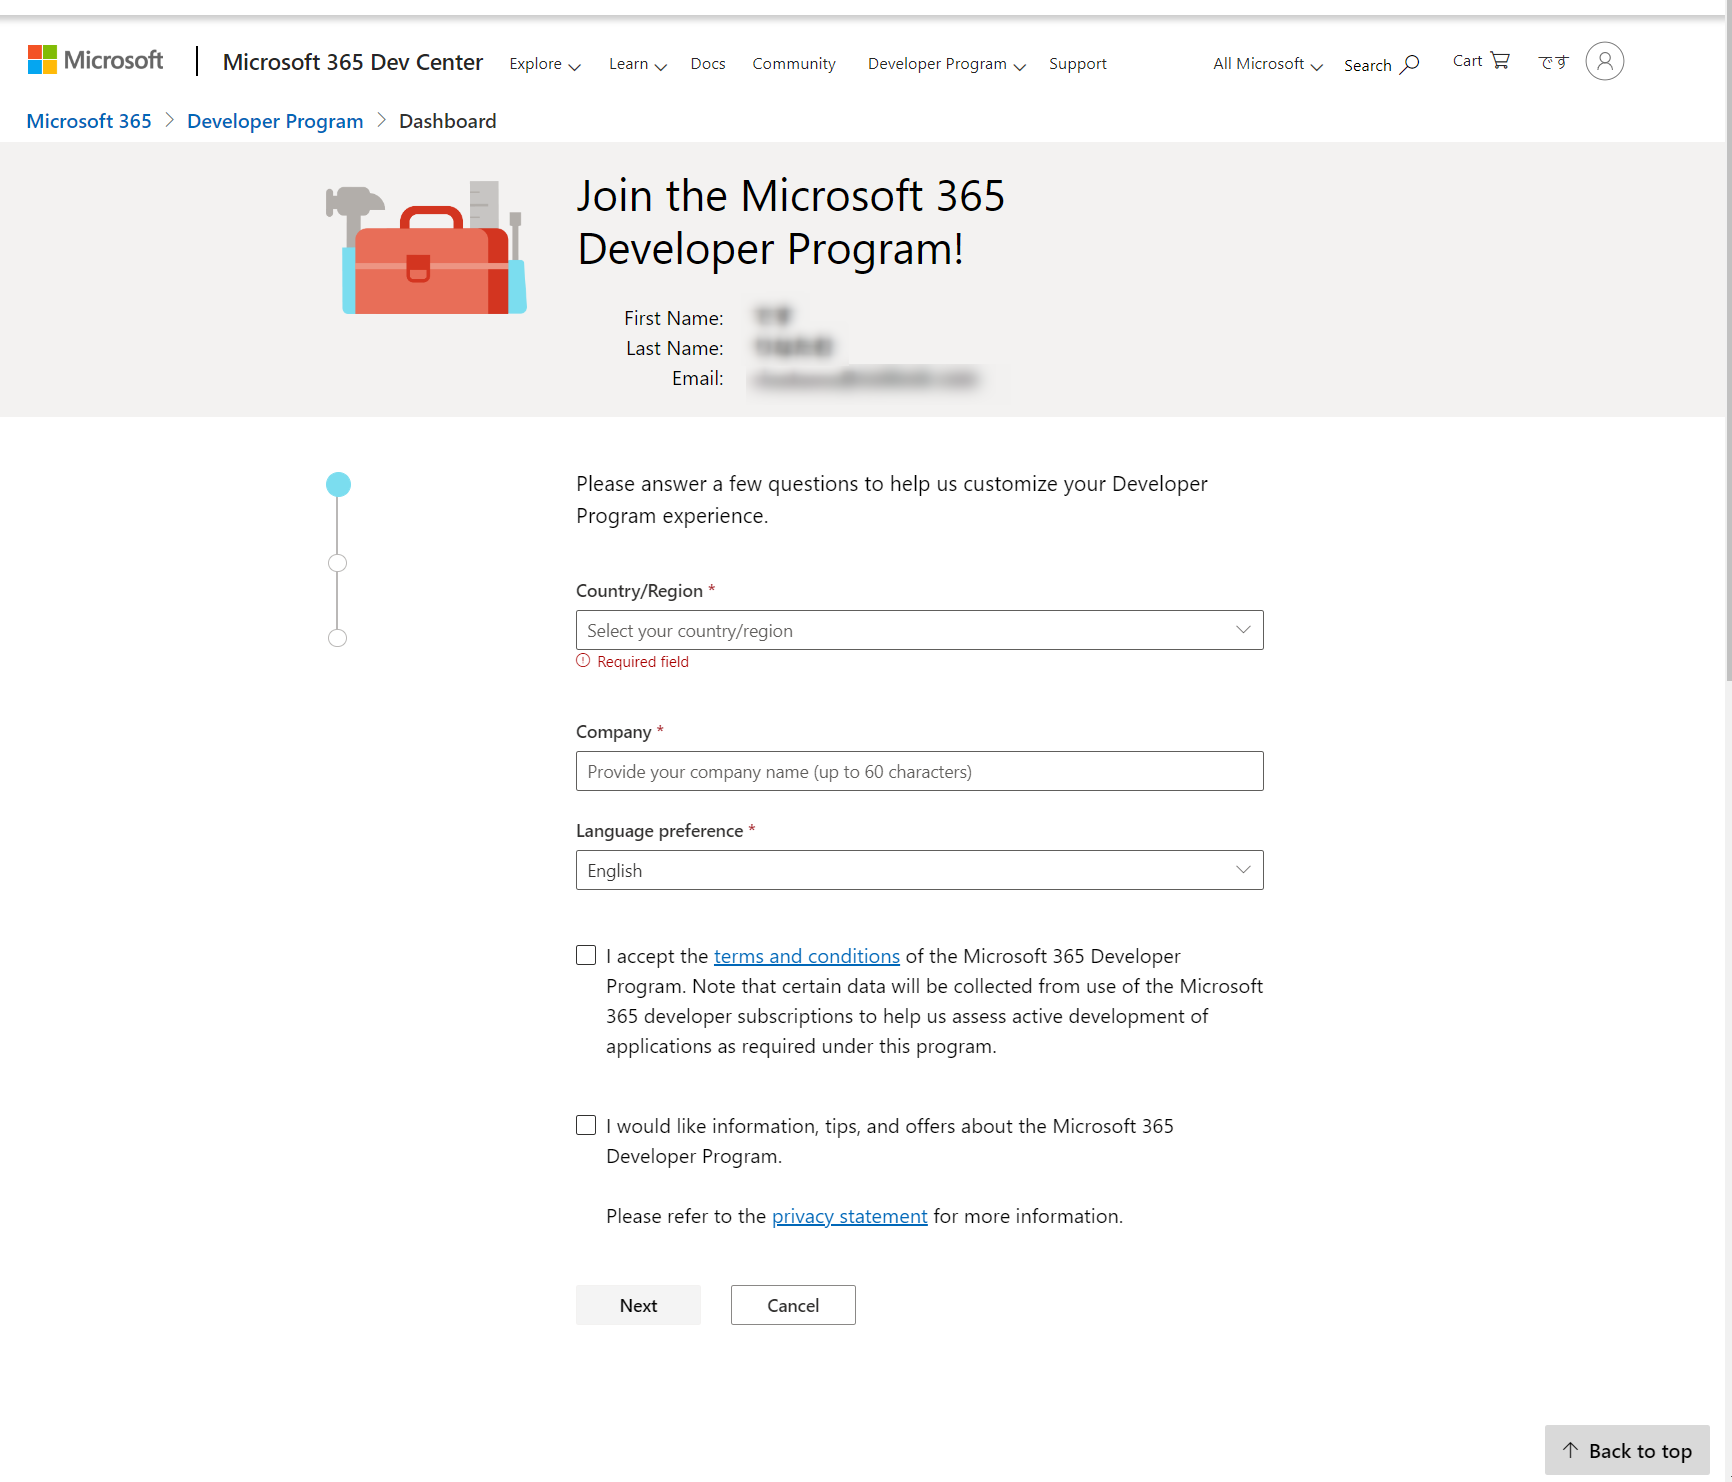 Microsoft
Microsoft 365 Dev Center
Explore
Learn
Docs
Community
Developer Program
Support
All Microsoft
Search
Cart
です
Microsoft 365 > Developer Program > Dashboard
Join the Microsoft 365
Developer Program!
First Name:
Last Name:
Email:
Please answer a few questions to help us customize your Developer
Program experience.
Country/Region *
Select your country/region
Required field
Company *
Provide your company name (up to 60 characters)
Language preference *
English
I accept the terms and conditions of the Microsoft 365 Developer
Program. Note that certain data will be collected from use of the Microsoft
365 developer subscriptions to help us assess active development of
applications as required under this program.
I would like information, tips, and offers about the Microsoft 365
Developer Program.
Please refer to the privacy statement for more information.
Next
Cancel
Back to top